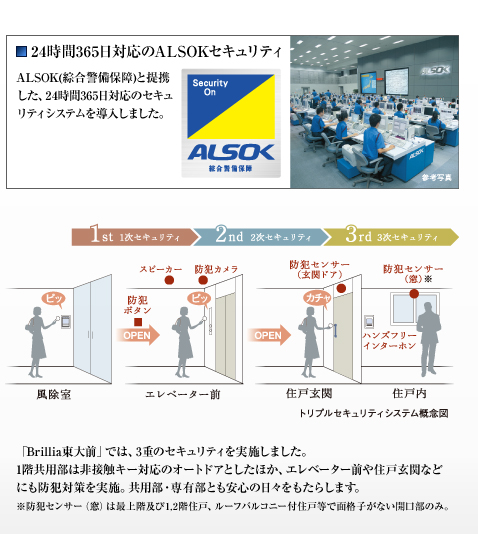 24時間365日対応のALSOKセキュリティ
ALSOK(綜合警備保障)と提携
した、24時間365日対応のセキュ
リティシステムを導入しました。
Security
On
ALSOK
綜合警備保障
ALSOK
ALSOK
参考写真
1st 1次セキュリティ
2nd 2次セキュリティ
3rd 3次セキュリティ
スピーカー
防犯カメラ
防犯センサー
(玄関ドア)
防犯センサー
(窓)※
ピッ
防犯
ボタン
ピッ
カチャ
OPEN
OPEN
ハンズフリー
インターホン
風除室
エレベーター前
住戸玄関
住戸内
トリプルセキュリティシステム概念図
「Brillia東大前」では、3重のセキュリティを実施しました。
1階共用部は非接触キー対応のオートドアとしたほか、エレベーター前や住戸玄関など
にも防犯対策を実施。共用部・専有部とも安心の日々をもたらします。
※防犯センサー(窓)は最上階及び1,2階住戸、ルーフバルコニー付住戸等で面格子がない開口部のみ。